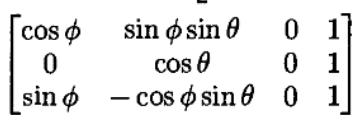 cos φ sin φ sin θ 0 1
0 cos θ 0 1
sin φ − cos φ sin θ 0 1